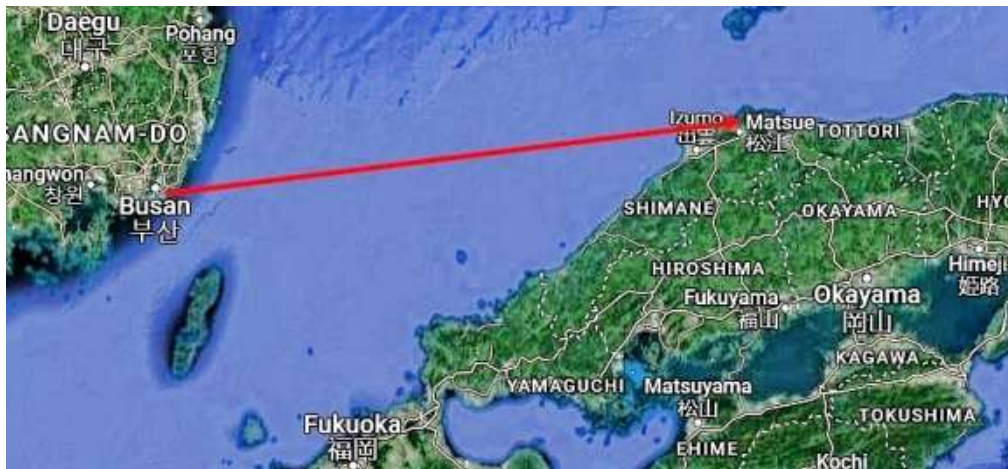 Daegu
대구
Pohang
포항
SANGNAM-DO
hangwon
창원
Busan
부산
Izumo
出雲
Matsue
松江
TOTTORI
SHIMANE
OKAYAMA
HYO
HIROSHIMA
Himeji
姫路
Fukuyama
福山
Okayama
岡山
KAGAWA
YAMAGUCHI
Matsuyama
松山
TOKUSHIMA
Fukuoka
福岡
EHIME
Kochi